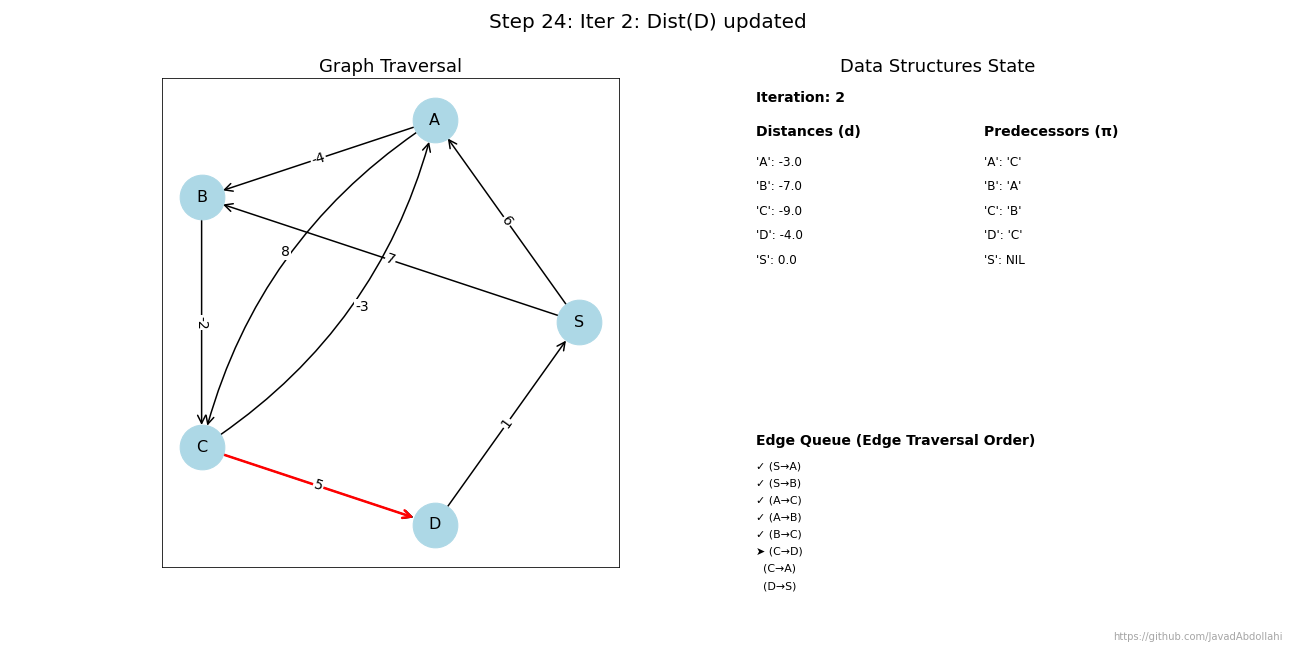 Step 24: Iter 2: Dist(D) updated
Graph Traversal
A
B
C
D
S
-4
8
-3
7
6
-2
5
1
Data Structures State
Iteration: 2
Distances (d) Predecessors (π)
'A': -3.0 'A': 'C'
'B': -7.0 'B': 'A'
'C': -9.0 'C': 'B'
'D': -4.0 'D': 'C'
'S': 0.0 'S': NIL
Edge Queue (Edge Traversal Order)
✓ (S→A)
✓ (S→B)
✓ (A→C)
✓ (A→B)
✓ (B→C)
➤ (C→D)
(C→A)
(D→S)
https://github.com/JavadAbdollahi